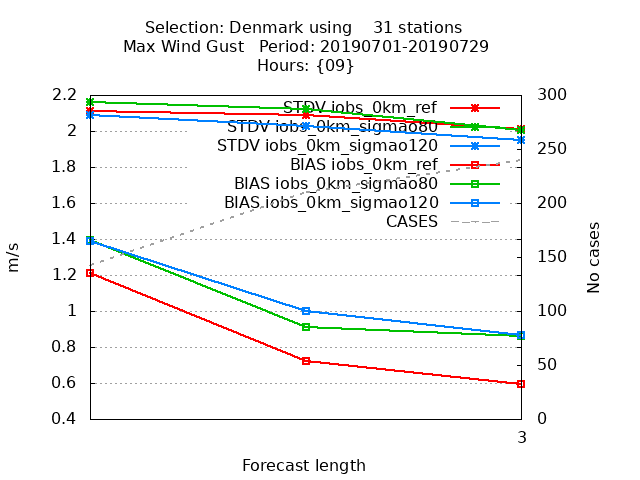 Selection: Denmark using    31 stations
Max Wind Gust   Period: 20190701-20190729
Hours: {09}
2.2
2
1.8
1.6
1.4
1.2
1
0.8
0.6
0.4
m/s
STDV iobs_0km_ref
STDV iobs_0km_sigmao80
STDV iobs_0km_sigmao120
BIAS iobs_0km_ref
BIAS iobs_0km_sigmao80
BIAS iobs_0km_sigmao120
CASES
300
250
200
150
100
50
0
No cases
3
Forecast length